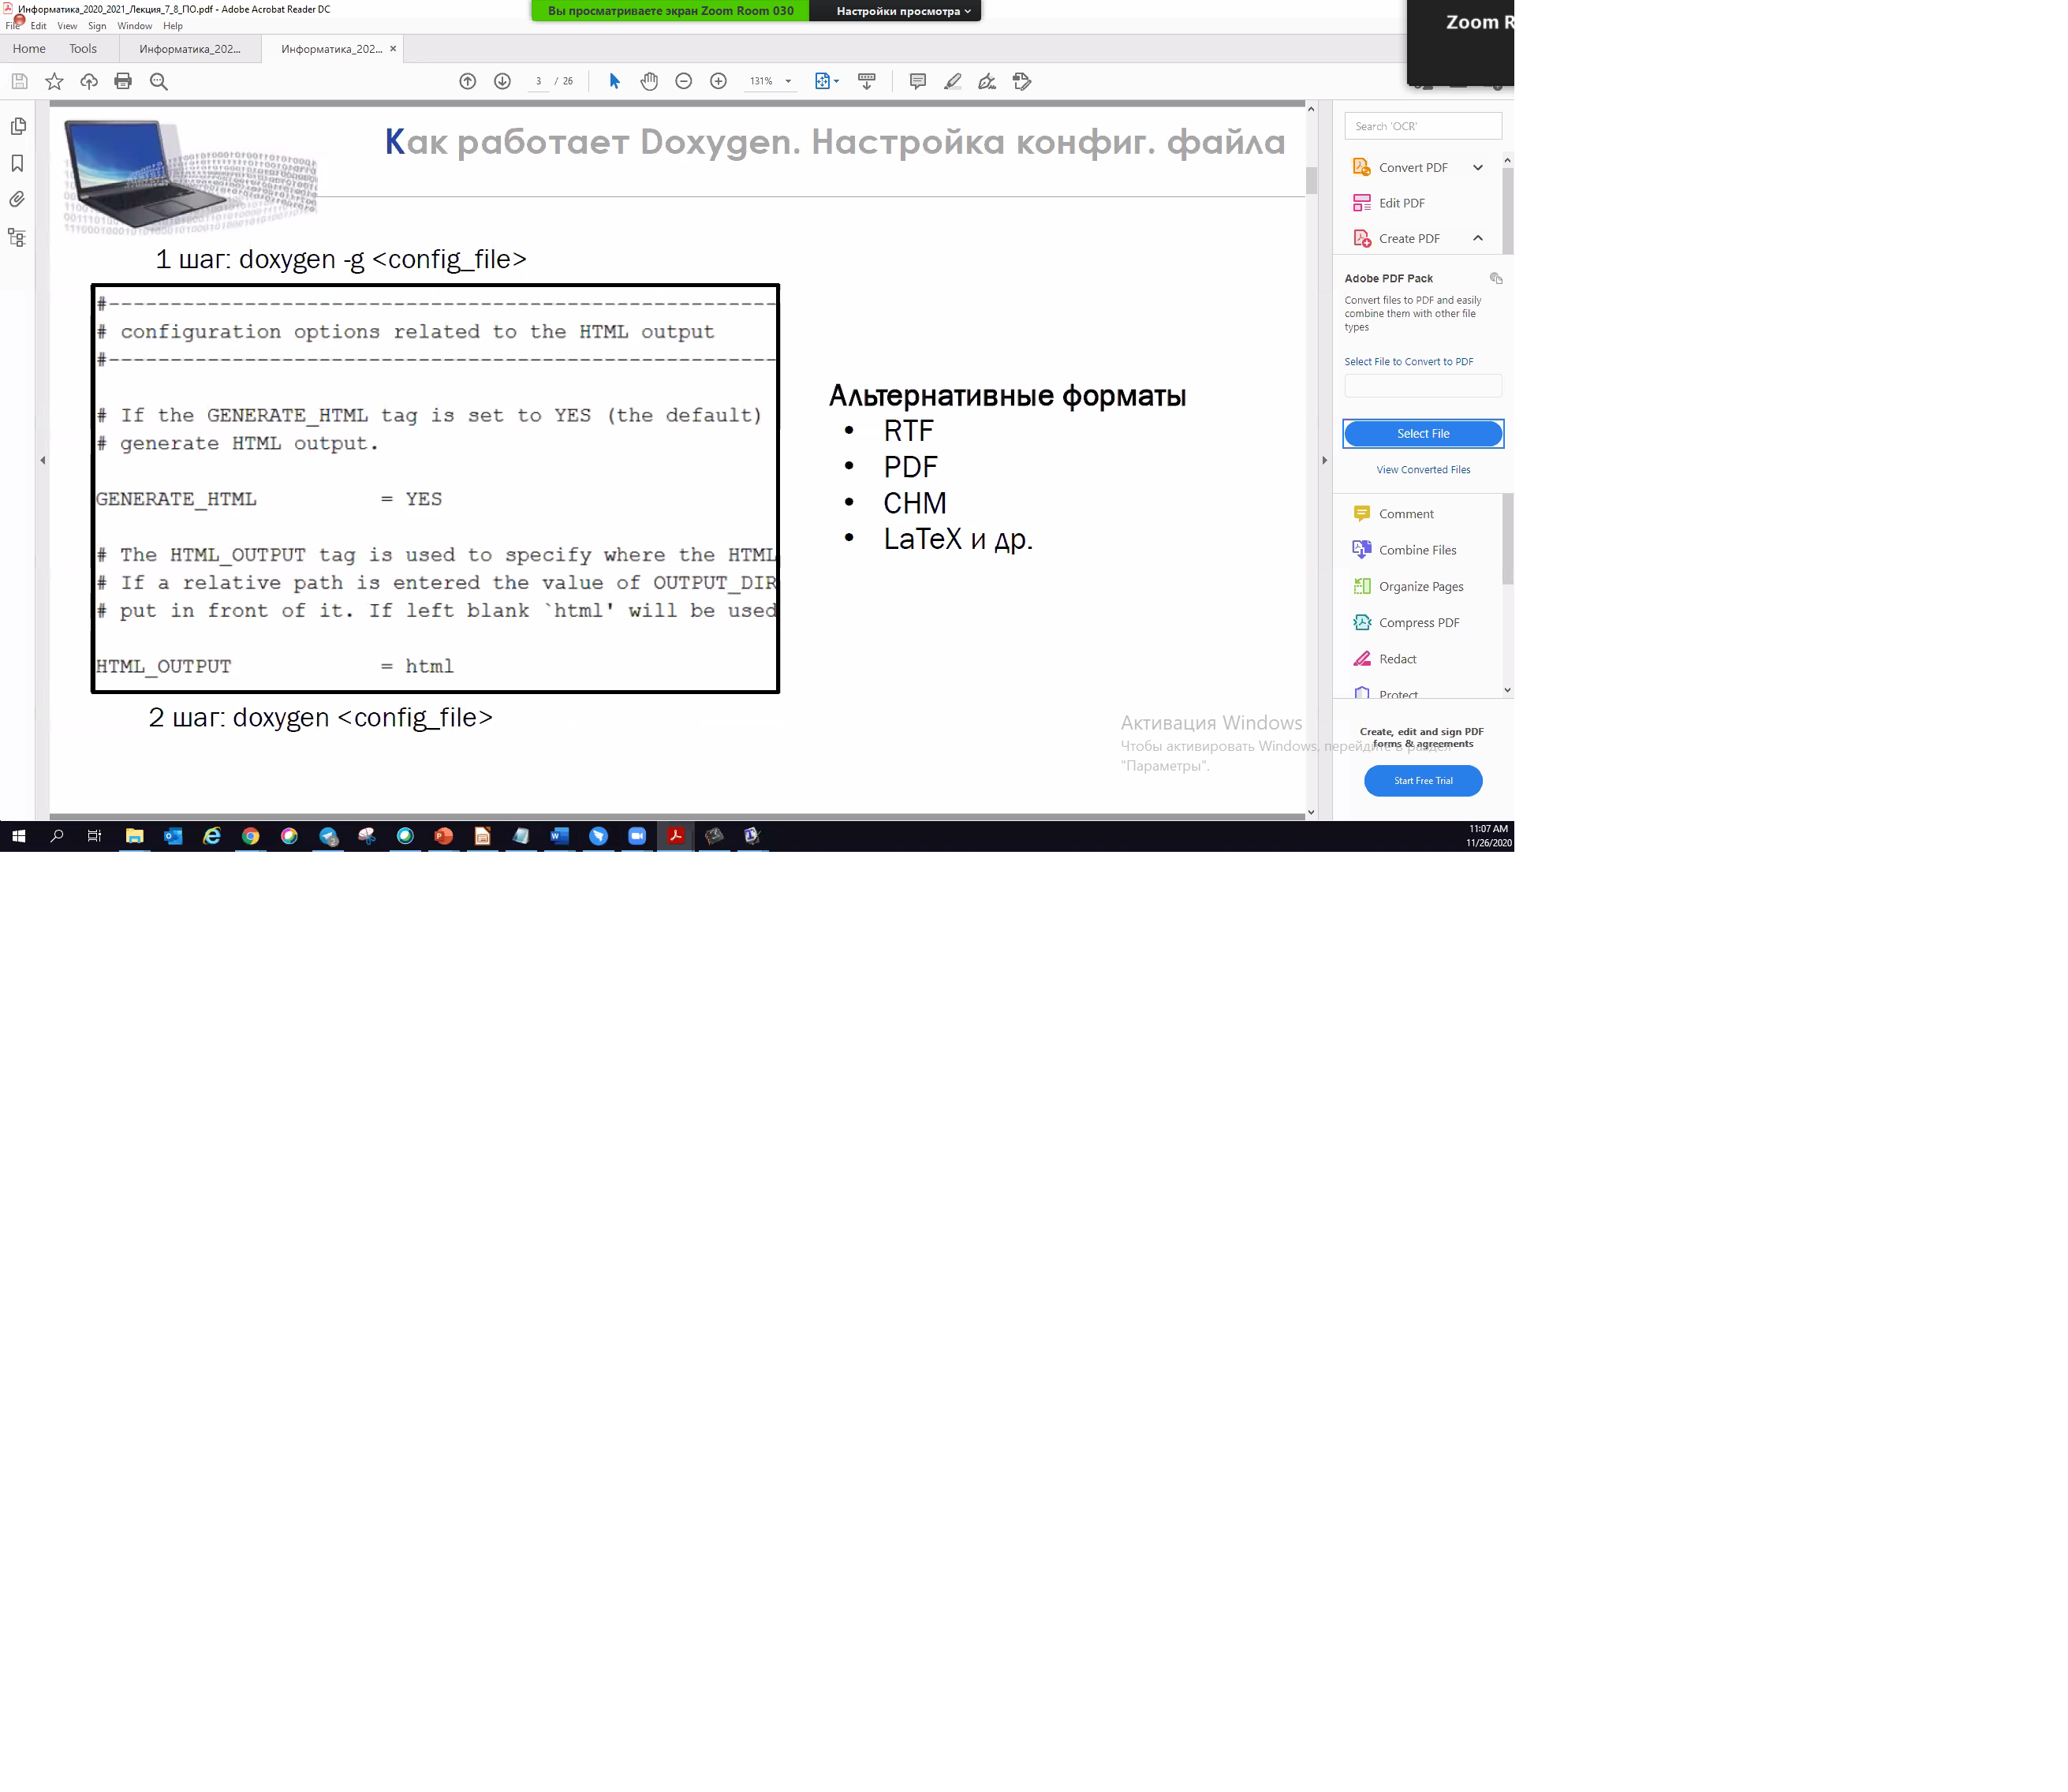 Информатика_2020_2021_Лекция_7_8_ПО.pdf - Adobe Acrobat Reader DC
Вы просматриваете экран Zoom Room 030
Настройки просмотра
Zoom R
File Edit View Sign Window Help
Home Tools Информатика_202... Информатика_202... ×
3 / 26
131%
Как работает Doxygen. Настройка конфиг. файла
1 шаг: doxygen -g <config_file>
#-------------------------------------------------------
# configuration options related to the HTML output
#-------------------------------------------------------
# If the GENERATE_HTML tag is set to YES (the default)
# generate HTML output.
GENERATE_HTML = YES
# The HTML_OUTPUT tag is used to specify where the HTML
# If a relative path is entered the value of OUTPUT_DIR
# put in front of it. If left blank `html' will be used
HTML_OUTPUT = html
2 шаг: doxygen <config_file>
Альтернативные форматы
• RTF
• PDF
• CHM
• LaTeX и др.
Активация Windows
Чтобы активировать Windows, перейдите в раздел
"Параметры".
Search 'OCR'
Convert PDF
Edit PDF
Create PDF
Adobe PDF Pack
Convert files to PDF and easily
combine them with other file
types
Select File to Convert to PDF
Select File
View Converted Files
Comment
Combine Files
Organize Pages
Compress PDF
Redact
Protect
Create, edit and sign PDF
forms & agreements
Start Free Trial
11:07 AM
11/26/2020